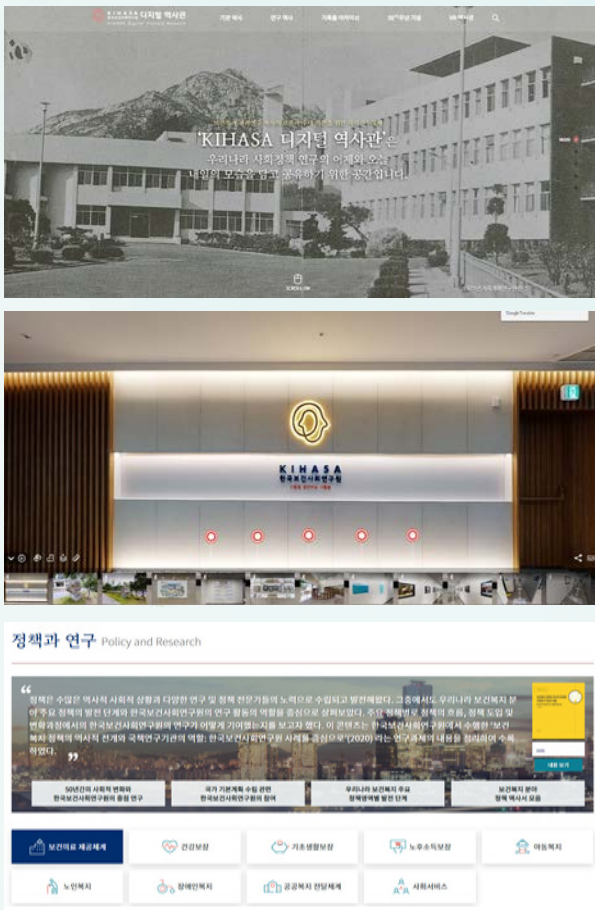 KIHASA 디지털 역사관
기본 역사
연구 역사
기록물 아카이브
'KIHASA 디지털 역사관'은
우리나라 사회정책 연구의 어제와 오늘
내일의 모습을 담고 공유하기 위한 공간입니다.
SCROLL DOWN
Google Translate
KIHASA
한국보건사회연구원
정책과 연구 Policy and Research
“
정책은 수많은 역사적 사회적 상황과 다양한 연구 및 정책 전문가들의 노력으로 수립되고 발전해왔다. 그중에서도 우리나라 보건복지 분
야 주요 정책의 발전 단계와 한국보건사회연구원의 연구 활동의 역할을 중심으로 살펴보았다. 주요 정책별로 정책의 흐름, 정책 도입 및
변화과정에서의 한국보건사회연구원의 연구가 어떻게 기여했는지를 보고자 했다. 이 콘텐츠는 한국보건사회연구원에서 수행한 '보건
복지 정책의 역사적 전개와 국책연구기관의 역할: 한국보건사회연구원 사례를 중심으로'(2020) 라는 연구과제의 내용을 정리하여 수록
하였다.
”
내용 보기
50년간의 사회적 변화와
한국보건사회연구원의 중점 연구
국가 기본계획 수립 관련
한국보건사회연구원의 참여
우리나라 보건복지 주요
정책영역별 발전 단계
보건복지 분야
정책 역사서 모음
보건의료 제공체계
건강보장
기초생활보장
노후소득보장
아동복지
노인복지
장애인복지
공공복지 전달체계
사회서비스